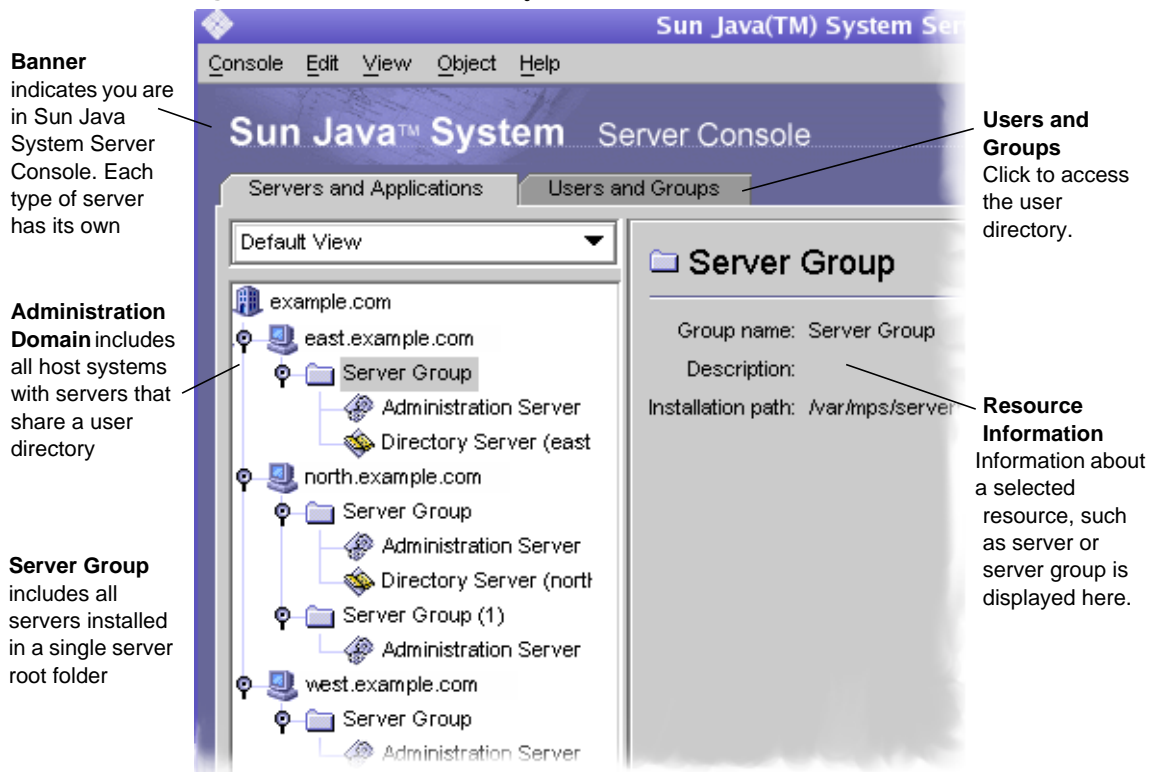 Sun Java(TM) System Ser
Console Edit View Object Help
Sun Java™ System Server Console
Servers and Applications
Users and Groups
Default View
example.com
east.example.com
Server Group
Administration Server
Directory Server (east
north.example.com
Server Group
Administration Server
Directory Server (north
Server Group (1)
Administration Server
west.example.com
Server Group
Administration Server
Server Group
Group name: Server Group
Description:
Installation path: /var/mps/server
Banner
indicates you are
in Sun Java
System Server
Console. Each
type of server
has its own
Administration
Domain includes
all host systems
with servers that
share a user
directory
Server Group
includes all
servers installed
in a single server
root folder
Users and
Groups
Click to access
the user
directory.
Resource
Information
Information about
a selected
resource, such
as server or
server group is
displayed here.